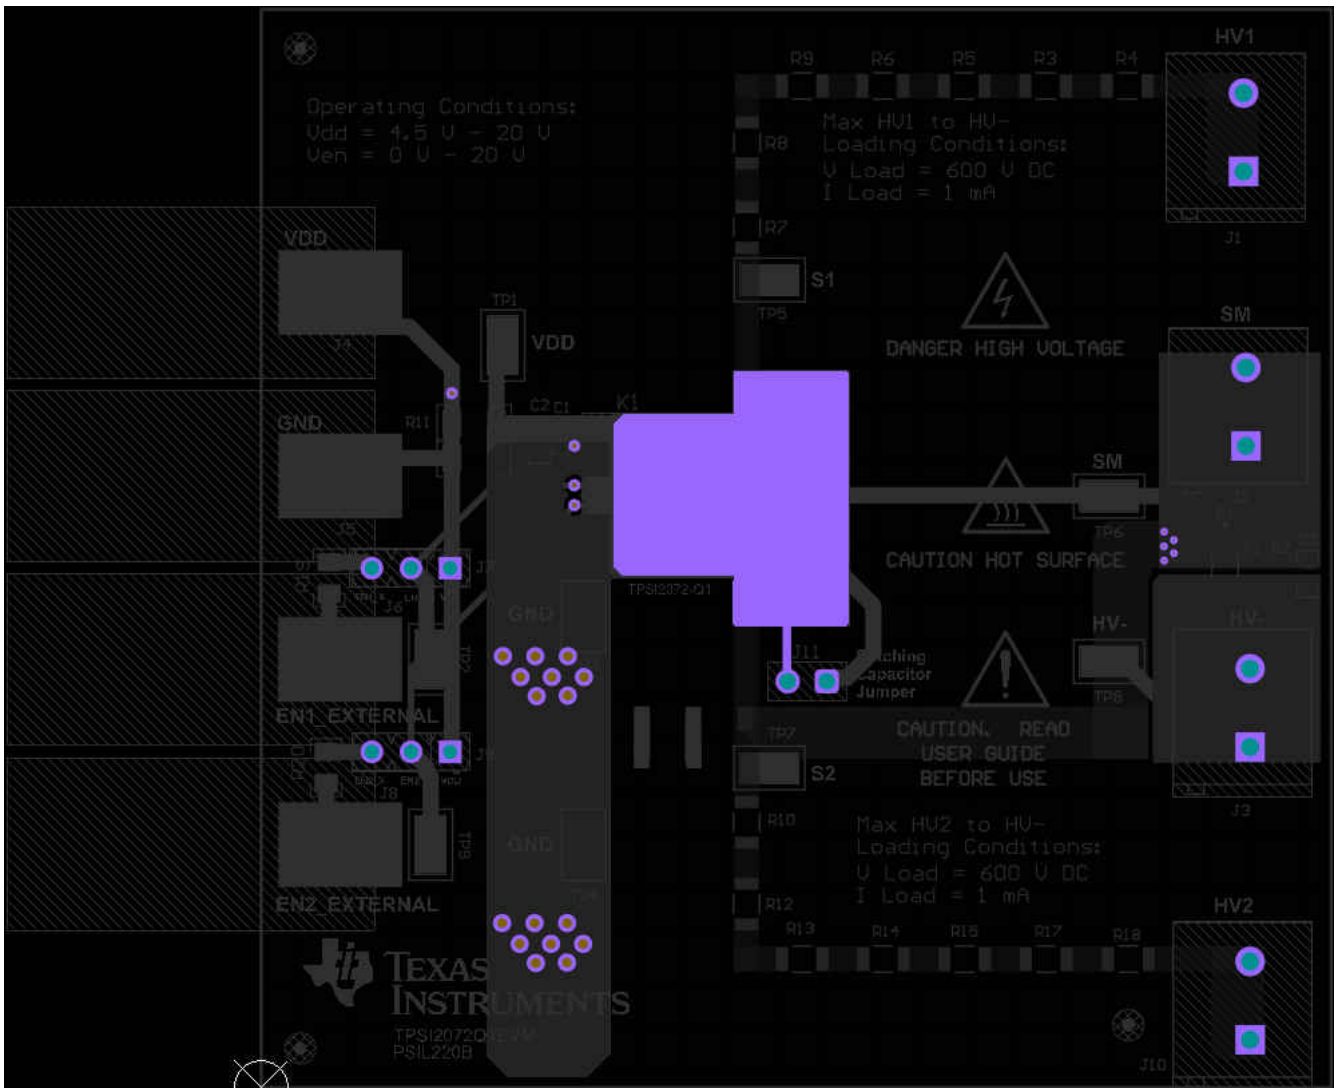 HV1
R9 R6 R5 R3 R4
Operating Conditions:
Vdd = 4.5 V - 20 V
Ven = 0 V - 20 V
Max HV1 to HV-
Loading Conditions:
V Load = 600 V DC
I Load = 1 mA
R8
R7
J1
VDD
S1
TP5
TP1
VDD
J4
SM
DANGER HIGH VOLTAGE
C2 C1
K1
GND
R11
SM
TP6
J5
CAUTION HOT SURFACE
J7
R19
J6
TPSI2072-Q1
GND
TP2
HV-
HV-
TP8
J11
Capacitor
Jumper
EN1_EXTERNAL
CAUTION. READ
USER GUIDE
BEFORE USE
TP7
S2
R20
J9
J8
J3
TP9
R10
Max HV2 to HV-
Loading Conditions:
V Load = 600 V DC
I Load = 1 mA
GND
EN2_EXTERNAL
R12
HV2
R13 R14 R16 R17 R18
TEXAS
INSTRUMENTS
PSIL220B
J10